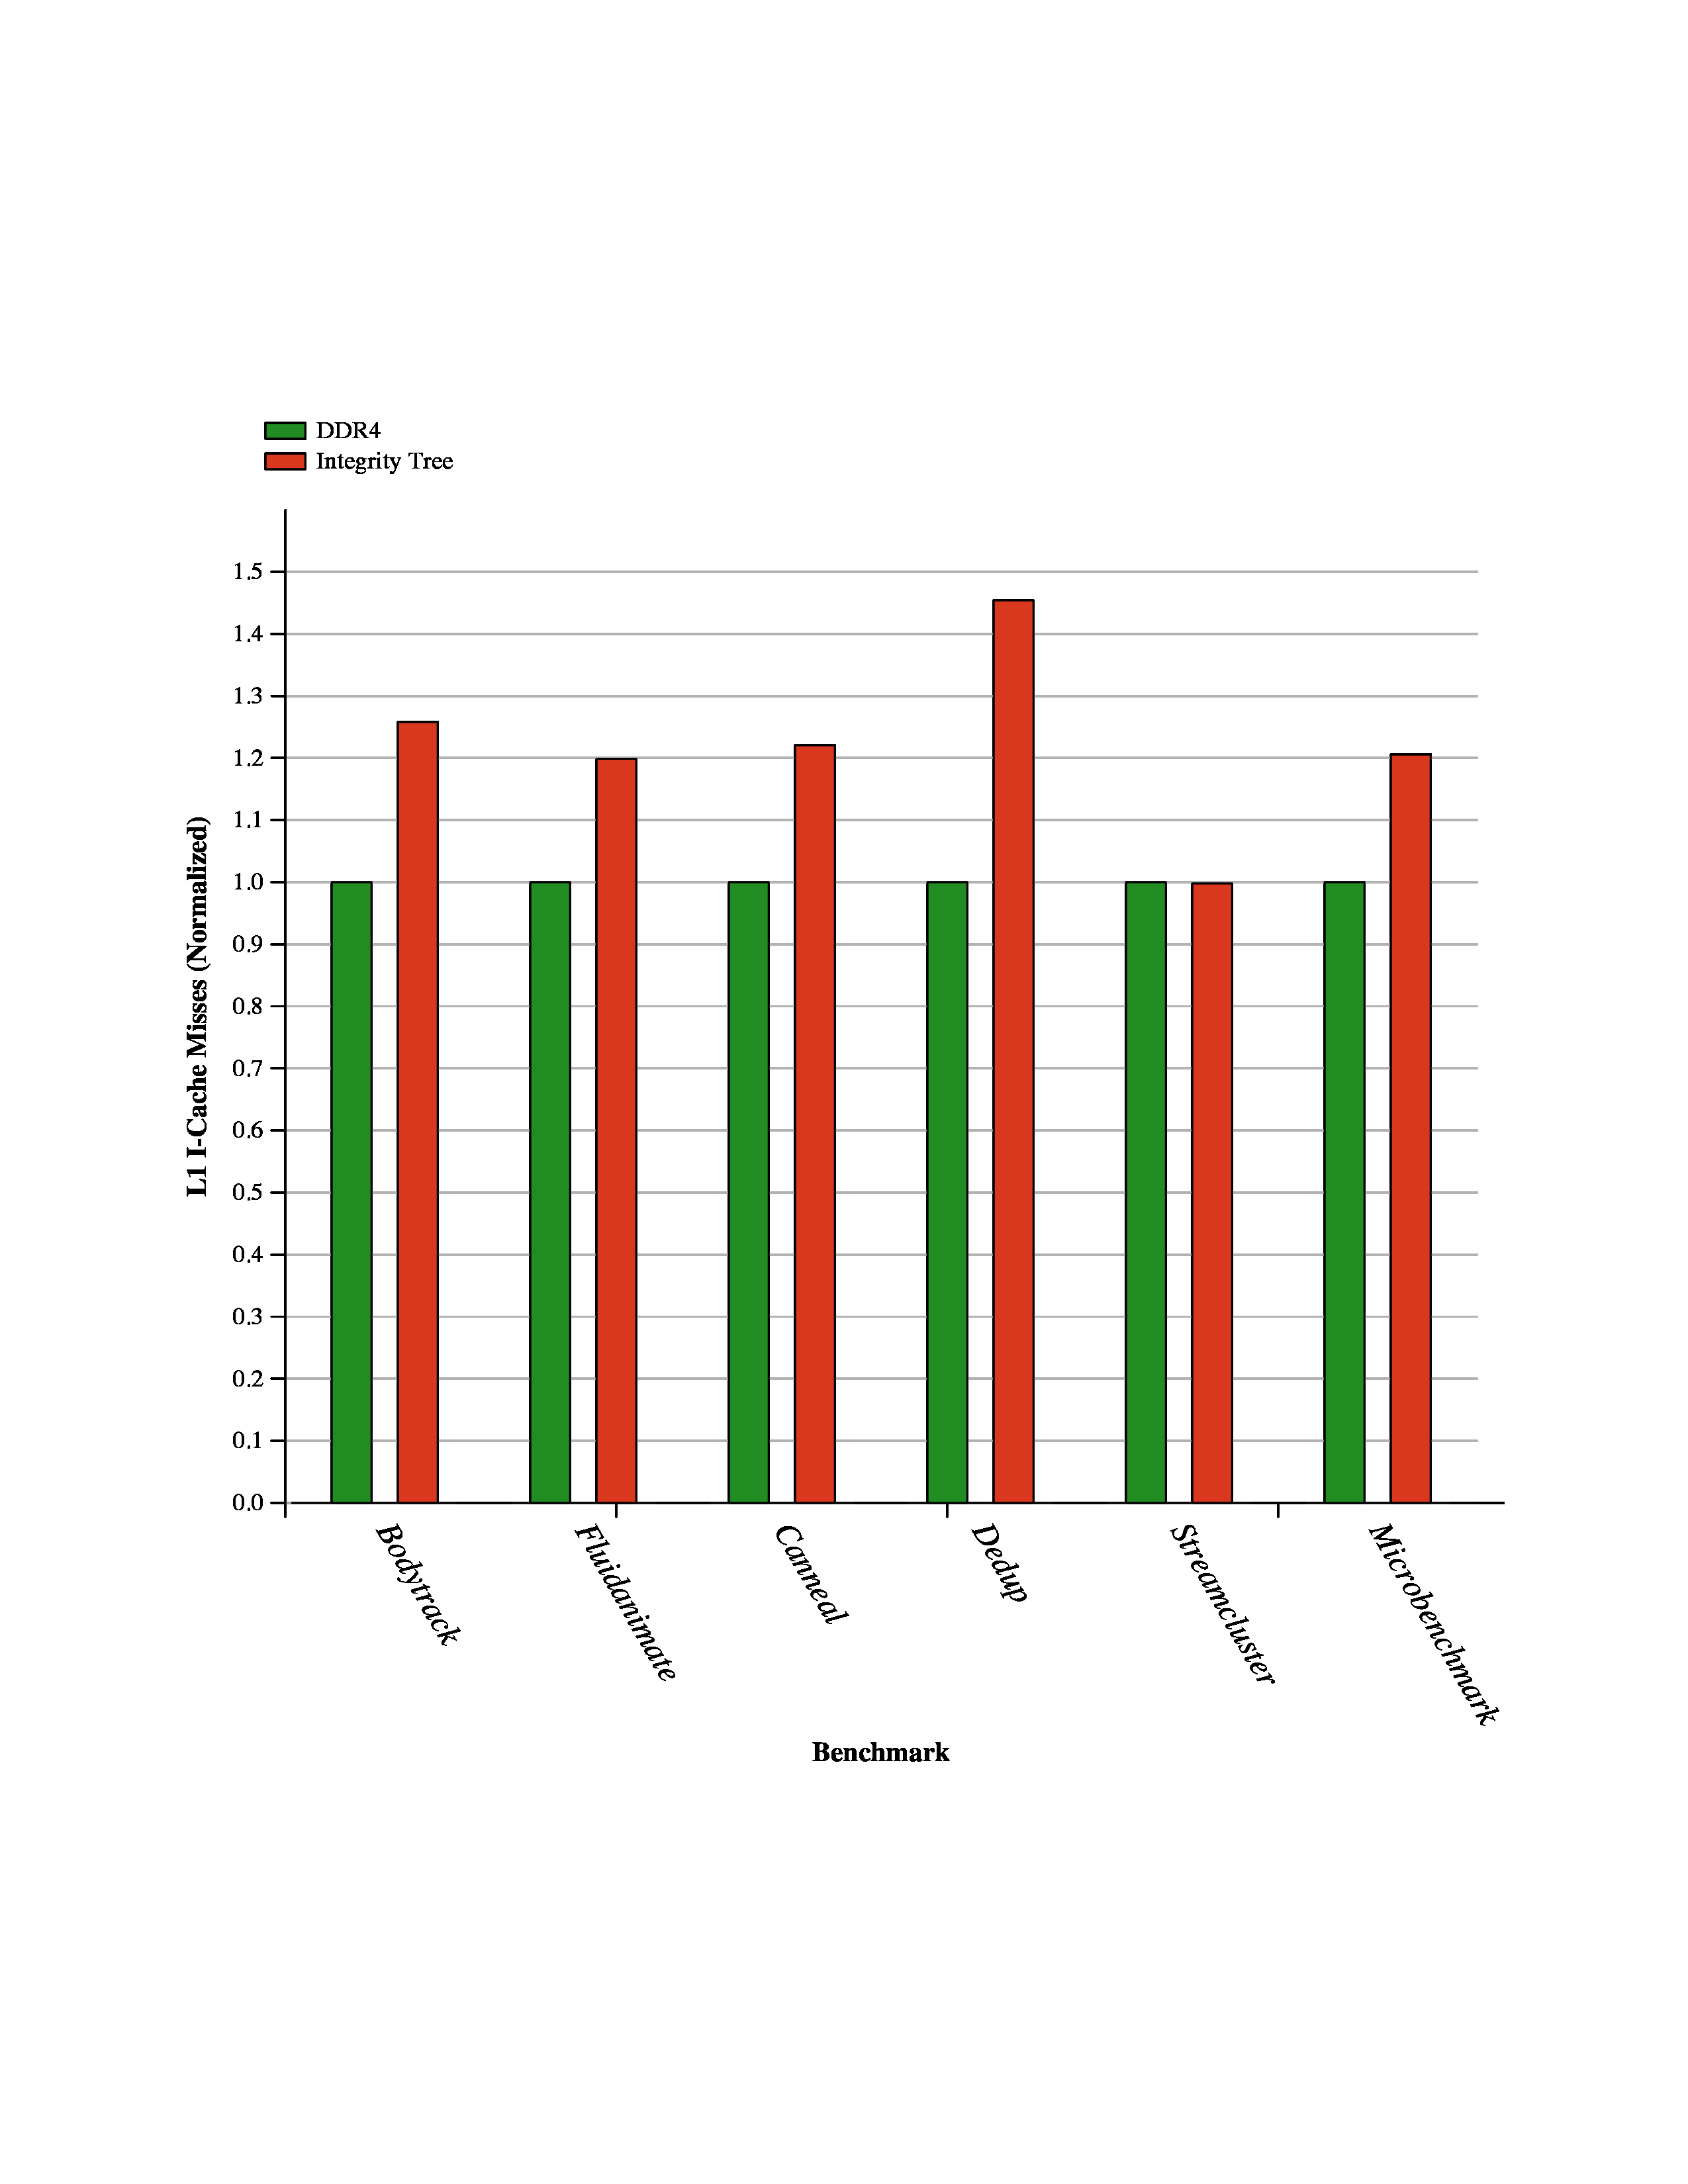 DDR4
Integrity Tree
1.5
1.4
1.3
1.2
1.1
1.0
0.9
0.8
0.7
0.6
0.5
0.4
0.3
0.2
0.1
0.0
L1 I-Cache Misses (Normalized)
Bodytrack
Fluidanimate
Canneal
Dedup
Streamcluster
Microbenchmark
Benchmark